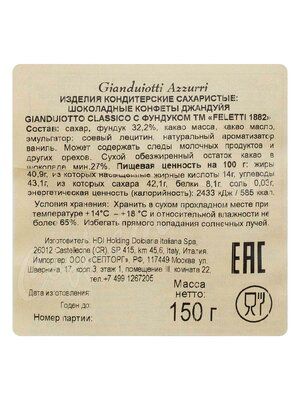 Gianduiotti Azzurri
ИЗДЕЛИЯ КОНДИТЕРСКИЕ САХАРИСТЫЕ:
ШОКОЛАДНЫЕ КОНФЕТЫ ДЖАНДУЙЯ
GIANDUIOTTO CLASSICO С ФУНДУКОМ ТМ «FELETTI 1882»
Состав: сахар, фундук 32,2%, какао масса, какао масло,
эмульгатор: соевый лецитин, натуральный ароматизатор
ваниль. Может содержать следы молочных продуктов и
других орехов. Сухой обезжиренный остаток какао в
шоколаде, мин.27%. Пищевая ценность на 100 г: жиры
40,9г, из которых насыщенные жирные кислоты 14г, углеводы
43,1г, из которых сахара 42,1г, белки 8,1г, соль 0,03г,
энергетическая ценность (калорийность) - 2433 кДж / 585 ккал.
Условия хранения: Хранить в сухом прохладном месте при
температуре +14°С – +18 °С и относительной влажности не
более 65%. Избегать прямого попадания солнечных лучей.
Изготовитель: HDI Holding Dolciaria Italiana Spa,
26012 Castelleone (CR), SP 415, km 45,6, Italy, Италия.
Импортер: ООО «СЕПТОРГ», РФ, 117449 Москва, ул.
Шверника, 17, корп. 3, этаж 1, помещение II, комната 22,
тел. +7 499 1267205
EAC
Дата изготовления:
Годен до:
Номер партии:
Масса
нетто:
150 г